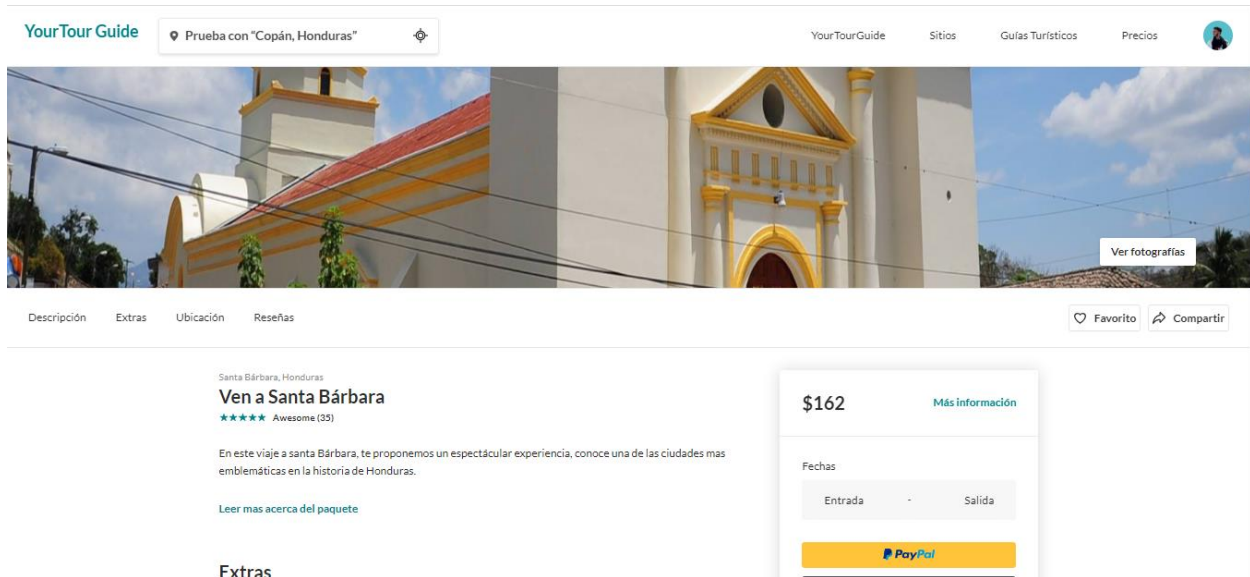 YourTour Guide
Prueba con "Copán, Honduras"
YourTourGuide Sitios Guías Turísticos Precios
Ver fotografías
Descripción Extras Ubicación Reseñas
Favorito Compartir
Santa Bárbara, Honduras
Ven a Santa Bárbara
★★★★★ Awesome (35)
En este viaje a santa Bárbara, te proponemos un espectácular experiencia, conoce una de las ciudades mas
emblemáticas en la historia de Honduras.
Leer mas acerca del paquete
Extras
$162 Más información
Fechas
Entrada - Salida
PayPal